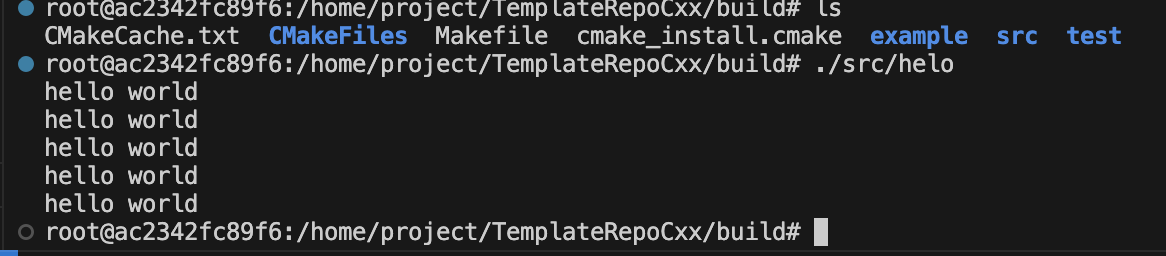 root@ac2342fc89f6:/home/project/TemplateRepoCxx/build# ls
CMakeCache.txt  CMakeFiles  Makefile  cmake_install.cmake  example  src  test
root@ac2342fc89f6:/home/project/TemplateRepoCxx/build# ./src/helo
hello world
hello world
hello world
hello world
hello world
root@ac2342fc89f6:/home/project/TemplateRepoCxx/build#